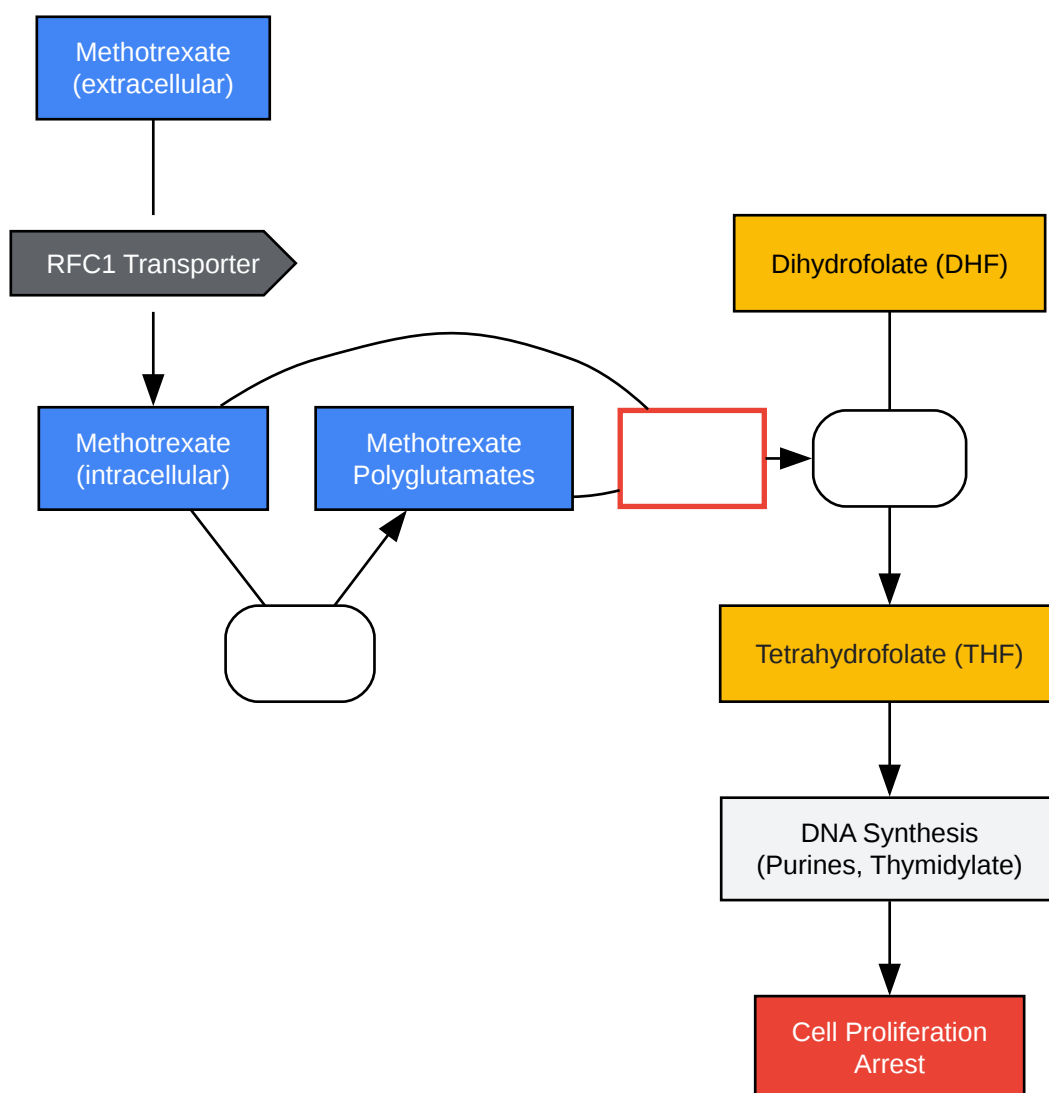 Methotrexate
(extracellular)
RFC1 Transporter
Dihydrofolate (DHF)
Methotrexate
(intracellular)
Methotrexate
Polyglutamates
Tetrahydrofolate (THF)
DNA Synthesis
(Purines, Thymidylate)
Cell Proliferation
Arrest